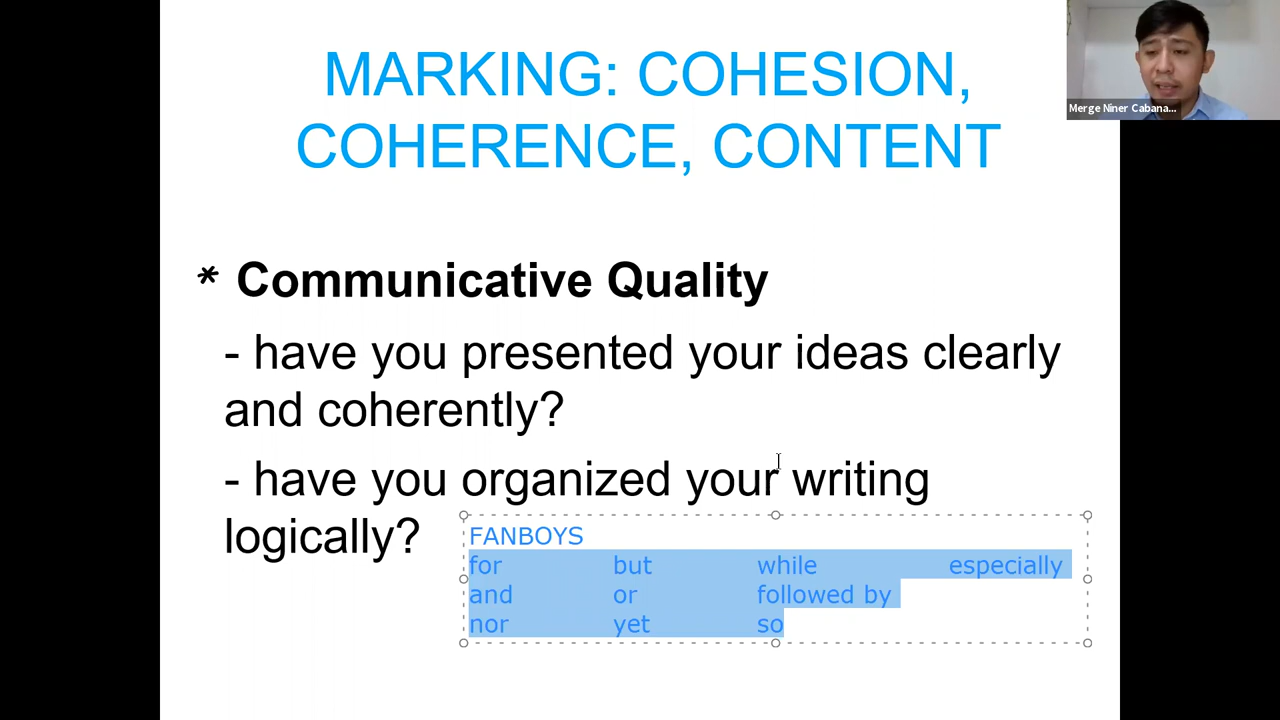 MARKING: COHESION,
COHERENCE, CONTENT
Merge Niner Cabana...
* Communicative Quality
- have you presented your ideas clearly
and coherently?
- have you organized your writing
logically?
FANBOYS
for but while especially
and or followed by
nor yet so